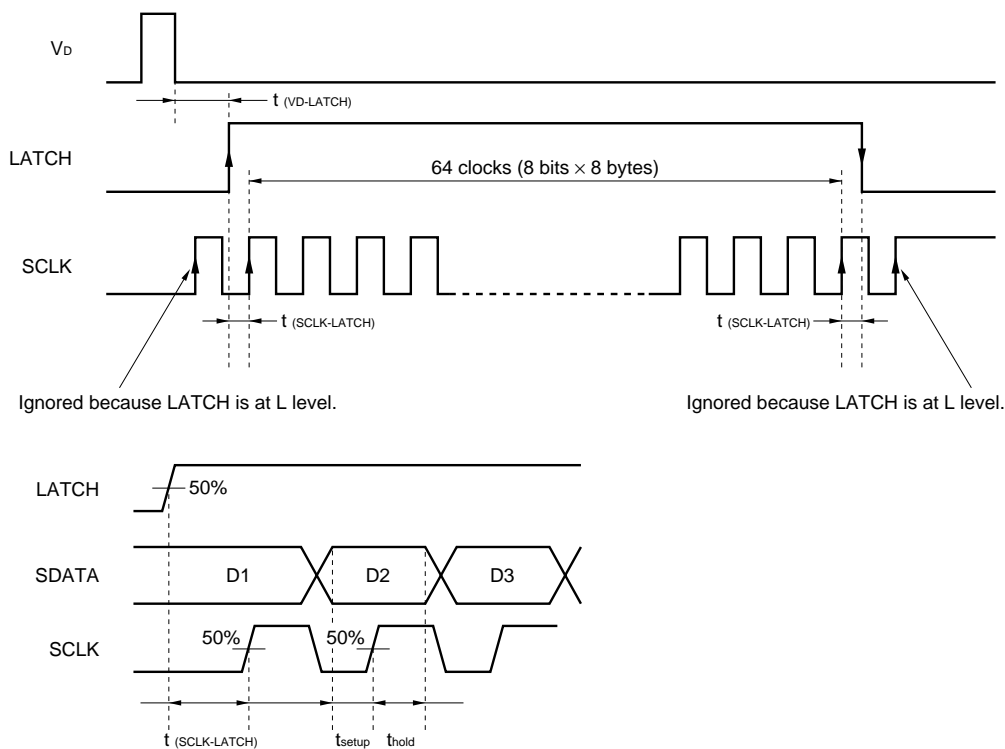 VD
t (VD-LATCH)
LATCH
64 clocks (8 bits × 8 bytes)
SCLK
t (SCLK-LATCH)
t (SCLK-LATCH)
Ignored because LATCH is at L level.
Ignored because LATCH is at L level.
LATCH
50%
SDATA
D1
D2
D3
SCLK
50%
50%
t (SCLK-LATCH)
tsetup
thold